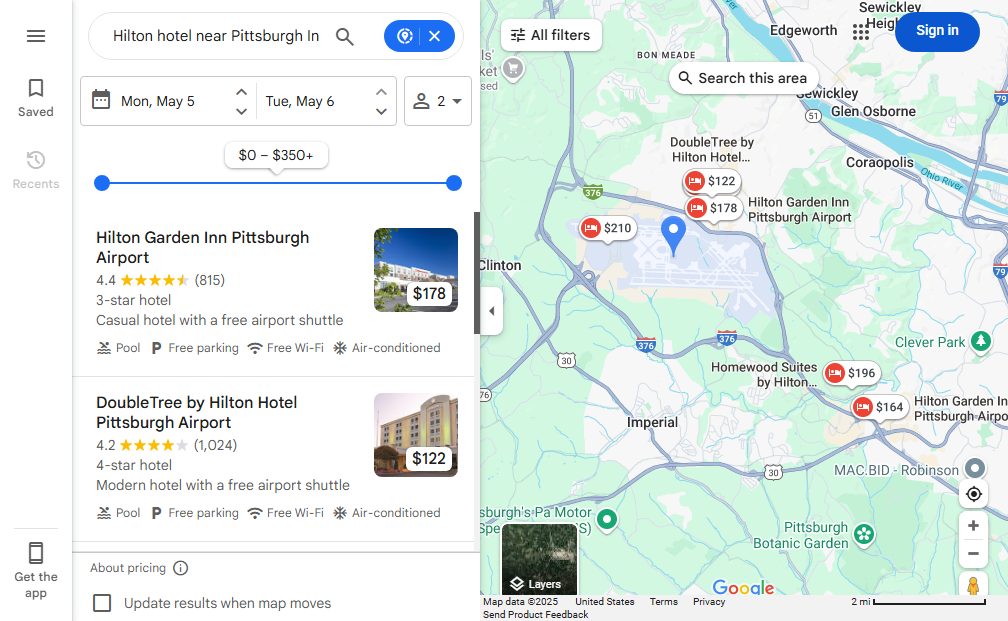 Hilton hotel near Pittsburgh In
Saved
Recents
Get the
app
Mon, May 5
Tue, May 6
2
$0 – $350+
Hilton Garden Inn Pittsburgh
Airport
4.4 (815)
3-star hotel
Casual hotel with a free airport shuttle
$178
Pool Free parking Free Wi-Fi Air-conditioned
DoubleTree by Hilton Hotel
Pittsburgh Airport
4.2 (1,024)
4-star hotel
Modern hotel with a free airport shuttle
$122
Pool Free parking Free Wi-Fi Air-conditioned
About pricing
Update results when map moves
All filters
Search this area
Sign in
Sewickley
Heig
Edgeworth
BON MEADE
Sewickley
Glen Osborne
51
79
Coraopolis
Ohio River
DoubleTree by
Hilton Hotel...
$122
376
$178
Hilton Garden Inn
Pittsburgh Airport
$210
Clinton
79
376
376
30
Clever Park
Homewood Suites
by Hilton...
$196
$164
Hilton Garden In
Pittsburgh Airpo
Imperial
30
MAC.BID - Robinson
sburgh's Pa Motor
Pittsburgh
Botanic Garden
Layers
Google
Map data ©2025 United States Terms Privacy 2 mi
Send Product Feedback